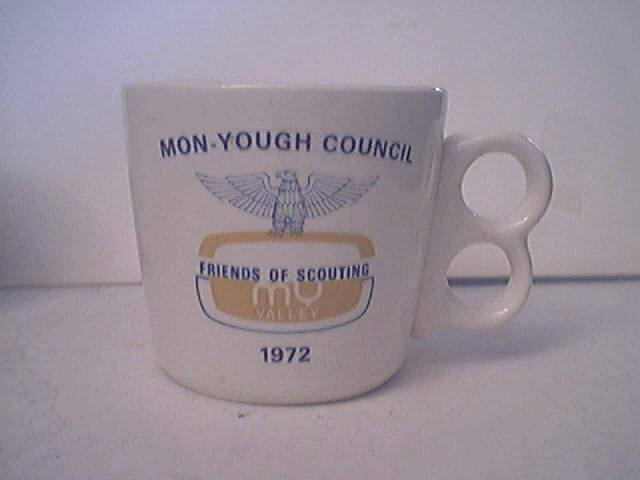 MON-YOUGH COUNCIL
FRIENDS OF SCOUTING
my
VALLEY
1972